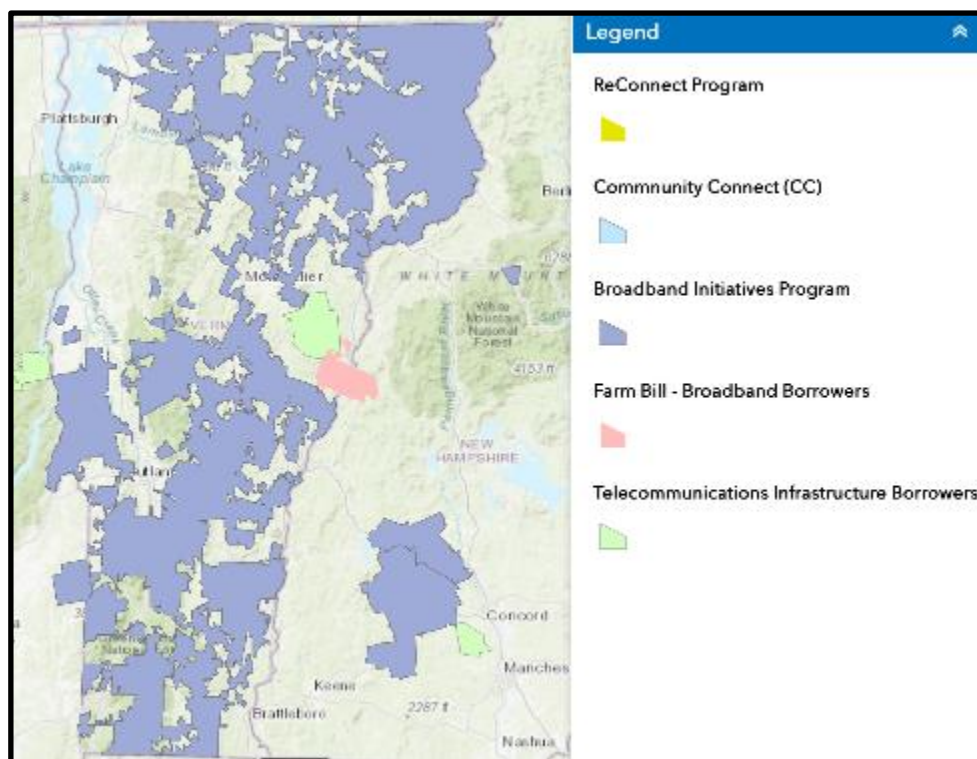 Legend
ReConnect Program
Commnunity Connect (CC)
Broadband Initiatives Program
Farm Bill - Broadband Borrowers
Telecommunications Infrastructure Borrowers
Plattsburgh
Lake
Champlain
WHITE
White
Mountain
National
Forest
4153 ft
NEW
HAMPSHIRE
Concord
Manches
Keene
2287 ft
Brattleboro
Nashua